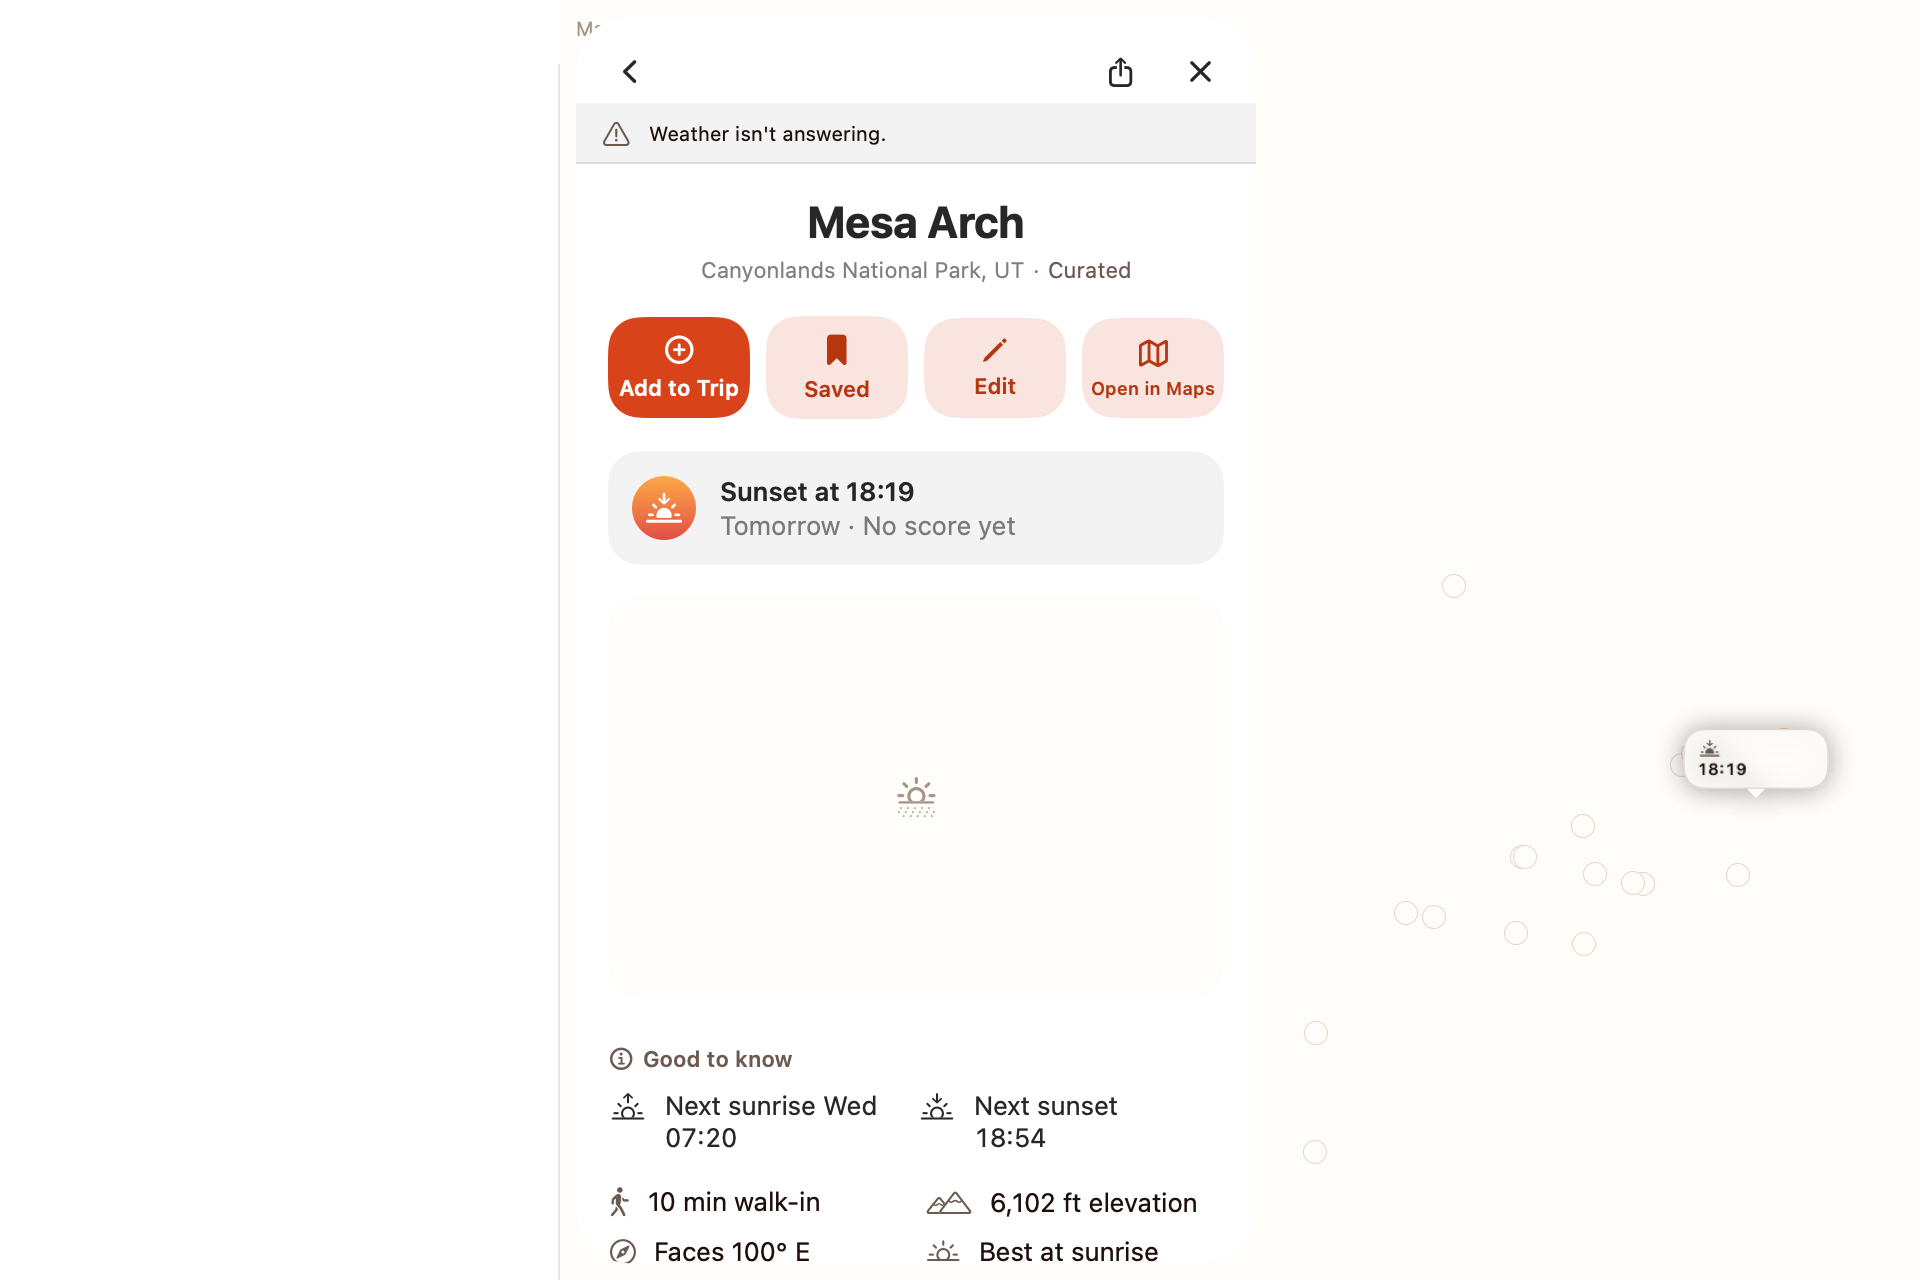 Weather isn't answering.
Mesa Arch
Canyonlands National Park, UT · Curated
Add to Trip
Saved
Edit
Open in Maps
Sunset at 18:19
Tomorrow · No score yet
18:19
Good to know
Next sunrise Wed
07:20
Next sunset
18:54
10 min walk-in
6,102 ft elevation
Faces 100° E
Best at sunrise